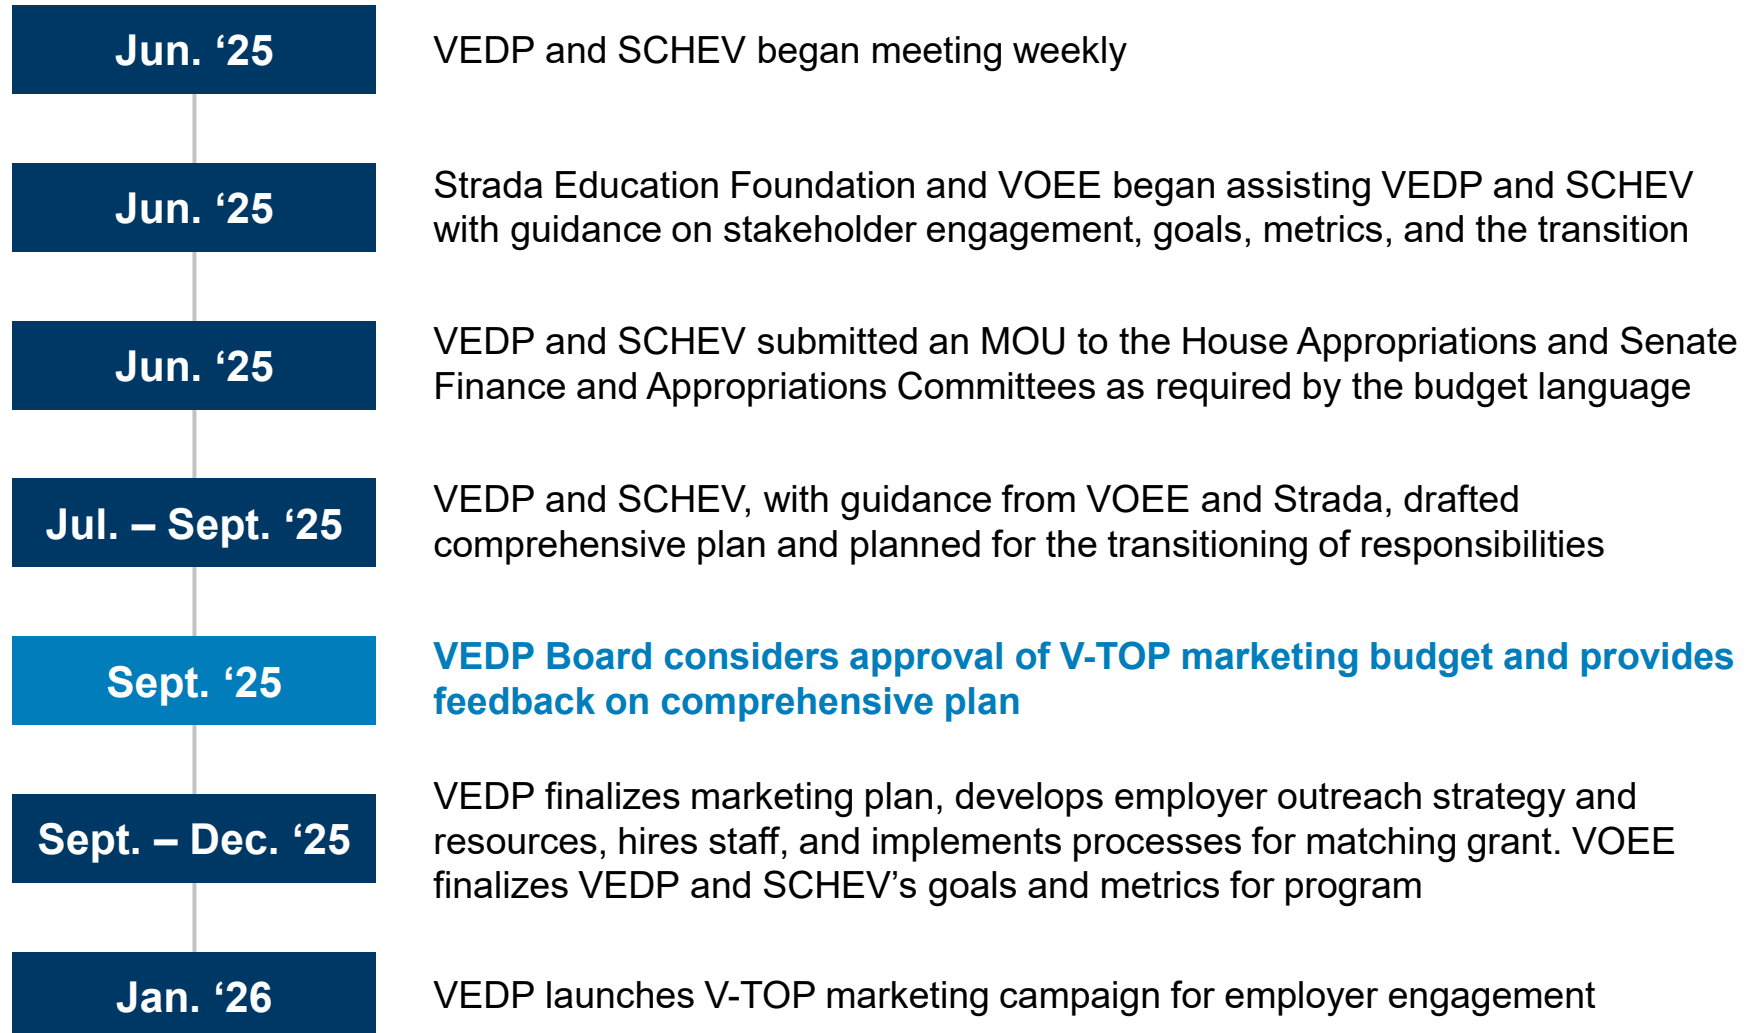 Jun. ‘25
VEDP and SCHEV began meeting weekly
Jun. ‘25
Strada Education Foundation and VOEE began assisting VEDP and SCHEV
with guidance on stakeholder engagement, goals, metrics, and the transition
Jun. ‘25
VEDP and SCHEV submitted an MOU to the House Appropriations and Senate
Finance and Appropriations Committees as required by the budget language
Jul. – Sept. ‘25
VEDP and SCHEV, with guidance from VOEE and Strada, drafted
comprehensive plan and planned for the transitioning of responsibilities
Sept. ‘25
VEDP Board considers approval of V-TOP marketing budget and provides
feedback on comprehensive plan
Sept. – Dec. ‘25
VEDP finalizes marketing plan, develops employer outreach strategy and
resources, hires staff, and implements processes for matching grant. VOEE
finalizes VEDP and SCHEV’s goals and metrics for program
Jan. ‘26
VEDP launches V-TOP marketing campaign for employer engagement